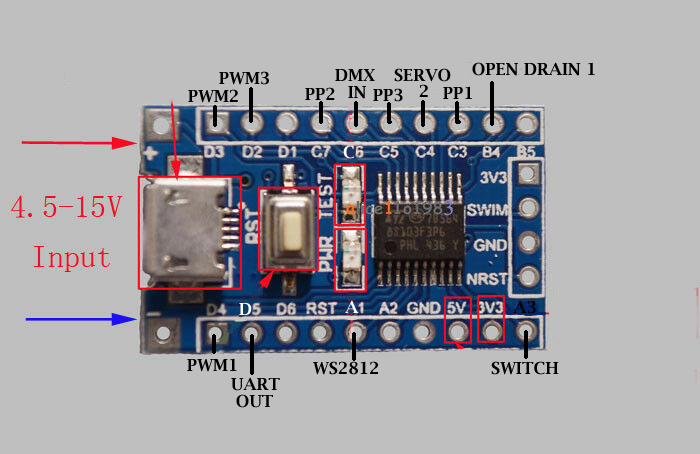 PWM2
PWM3
PP2
DMX
IN
PP3
SERVO
2
PP1
OPEN DRAIN 1
D3
D2
D1
C7
C6
C5
C4
C3
B4
B5
+
4.5-15V
Input
RST
TEST
PWR
3V3
SWIM
GND
NRST
8S103F3P6
PHL 436 Y
-
D4
D5
D6
RST
A1
A2
GND
5V
3V3
A3
PWM1
UART
OUT
WS2812
SWITCH